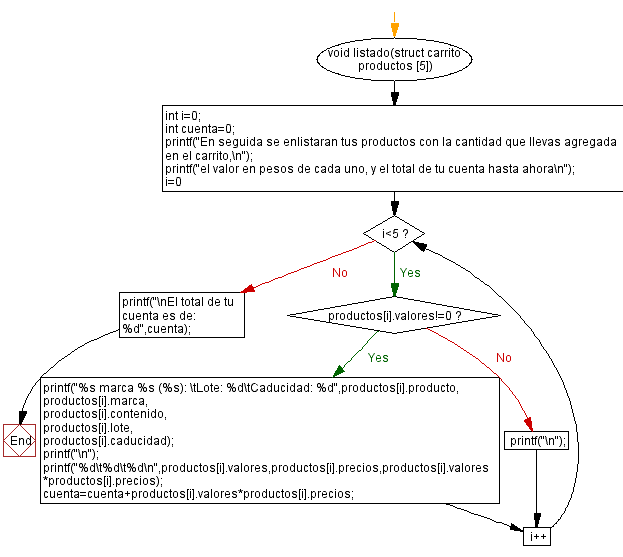 void listado(struct carrito
productos [5])
int i=0;
int cuenta=0;
printf("En seguida se enlistaran tus productos con la cantidad que llevas agregada
en el carrito,\n");
printf("el valor en pesos de cada uno, y el total de tu cuenta hasta ahora\n");
i=0
i<5 ?
No
Yes
printf("\nEl total de tu
cuenta es de:
%d",cuenta);
productos[i].valores!=0 ?
Yes
No
printf("%s marca %s (%s): \tLote: %d\tCaducidad: %d",productos[i].producto,
productos[i].marca,
productos[i].contenido,
productos[i].lote,
productos[i].caducidad);
printf("\n");
printf("%d\t%d\t%d\n",productos[i].valores,productos[i].precios,productos[i].valores
*productos[i].precios);
cuenta=cuenta+productos[i].valores*productos[i].precios;
End
printf("\n");
i++